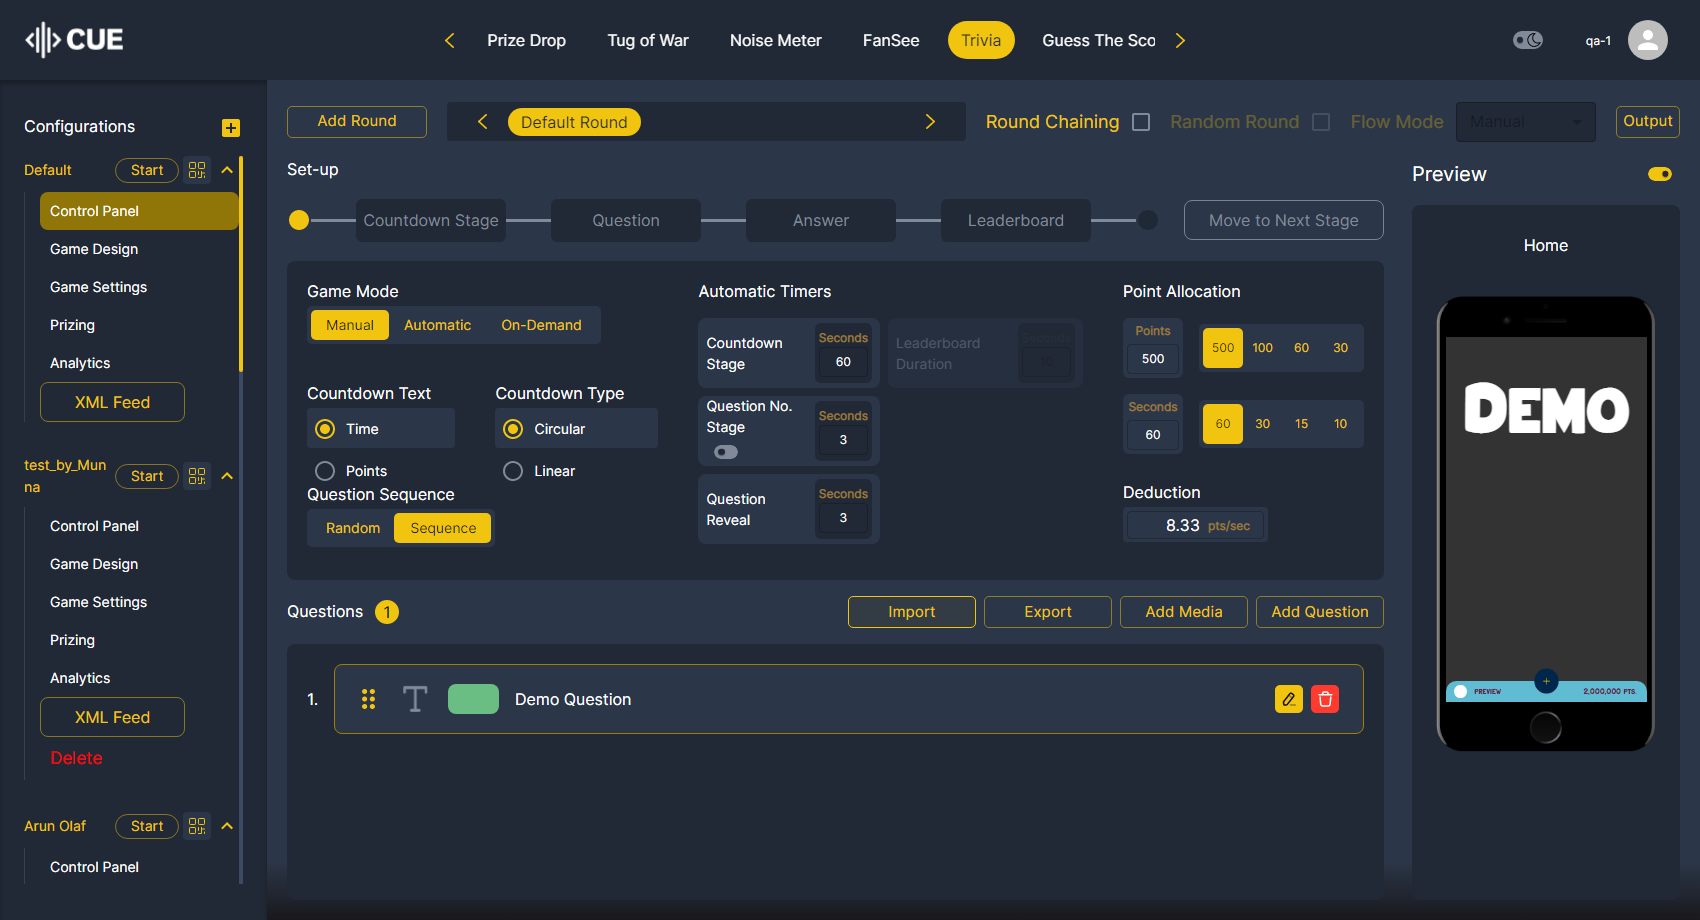 CUE
Prize Drop
Tug of War
Noise Meter
FanSee
Trivia
Guess The Sco
qa-1
Configurations
Default
Start
Control Panel
Game Design
Game Settings
Prizing
Analytics
XML Feed
test_by_Mun
na
Start
Control Panel
Game Design
Game Settings
Prizing
Analytics
XML Feed
Delete
Arun Olaf
Start
Control Panel
Add Round
Default Round
Round Chaining
Random Round
Flow Mode
Manual
Output
Set-up
Countdown Stage
Question
Answer
Leaderboard
Move to Next Stage
Game Mode
Manual
Automatic
On-Demand
Countdown Text
Time
Points
Countdown Type
Circular
Linear
Question Sequence
Random
Sequence
Automatic Timers
Countdown
Stage
Seconds
60
Leaderboard
Duration
Seconds
10
Question No.
Stage
Seconds
3
Question
Reveal
Seconds
3
Point Allocation
Points
500
500
100
60
30
Seconds
60
60
30
15
10
Deduction
8.33 pts/sec
Questions 1
Import
Export
Add Media
Add Question
1.
Demo Question
Preview
Home
DEMO
PREVIEW
2,000,000 PTS.